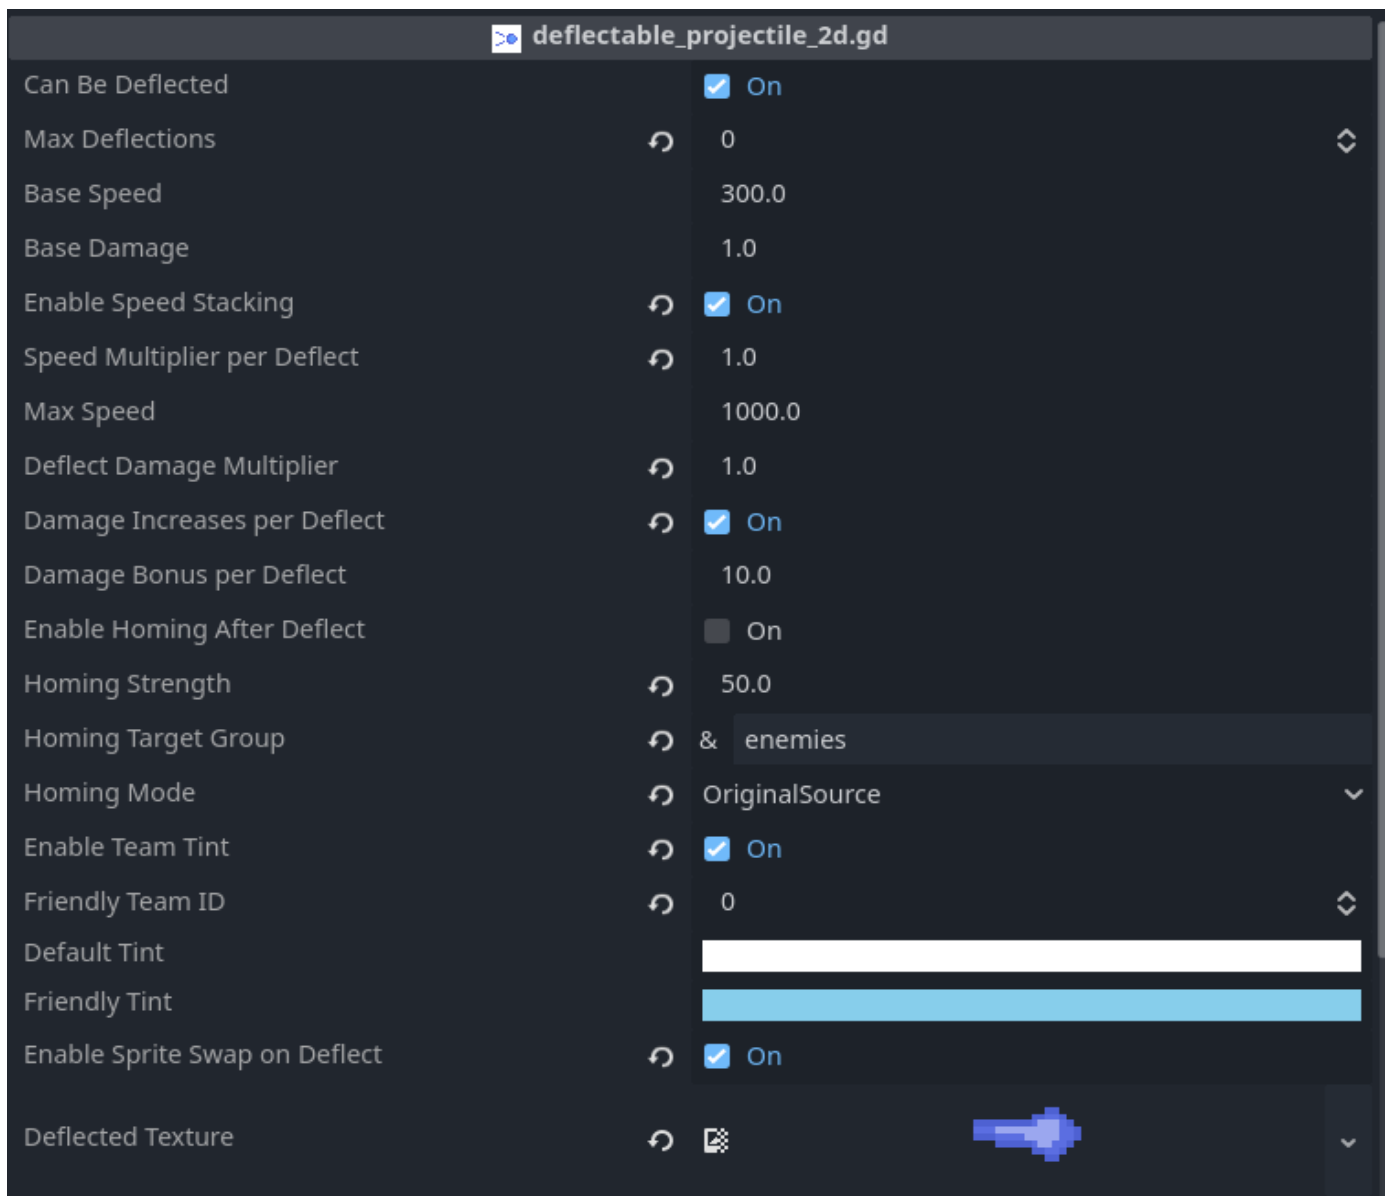 deflectable_projectile_2d.gd
Can Be Deflected On
Max Deflections 0
Base Speed 300.0
Base Damage 1.0
Enable Speed Stacking On
Speed Multiplier per Deflect 1.0
Max Speed 1000.0
Deflect Damage Multiplier 1.0
Damage Increases per Deflect On
Damage Bonus per Deflect 10.0
Enable Homing After Deflect On
Homing Strength 50.0
Homing Target Group & enemies
Homing Mode OriginalSource
Enable Team Tint On
Friendly Team ID 0
Default Tint
Friendly Tint
Enable Sprite Swap on Deflect On
Deflected Texture